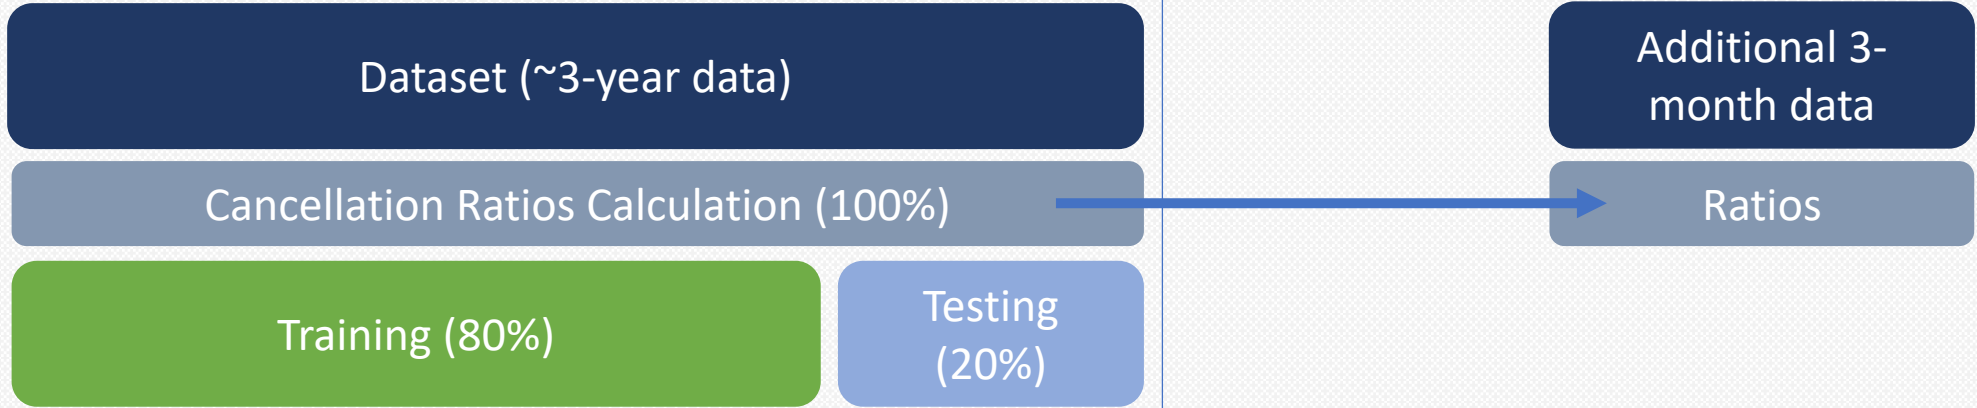 Dataset (~3-year data)
Additional 3-
month data
Cancellation Ratios Calculation (100%)
Ratios
Training (80%)
Testing
(20%)